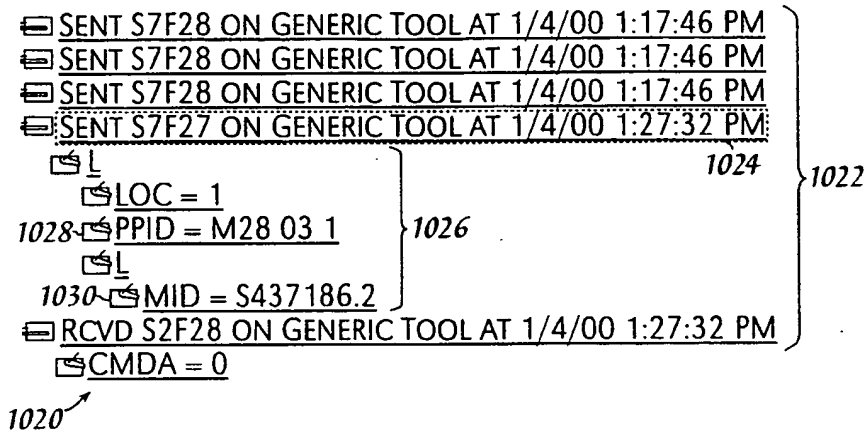 SENT S7F28 ON GENERIC TOOL AT 1/4/00 1:17:46 PM
SENT S7F28 ON GENERIC TOOL AT 1/4/00 1:17:46 PM
SENT S7F28 ON GENERIC TOOL AT 1/4/00 1:17:46 PM
SENT S7F27 ON GENERIC TOOL AT 1/4/00 1:27:32 PM
L
1024
1022
LOC = 1
1028 PPID = M28 03 1
1026
L
1030 MID = S437186.2
RCVD S2F28 ON GENERIC TOOL AT 1/4/00 1:27:32 PM
CMDA = 0
1020